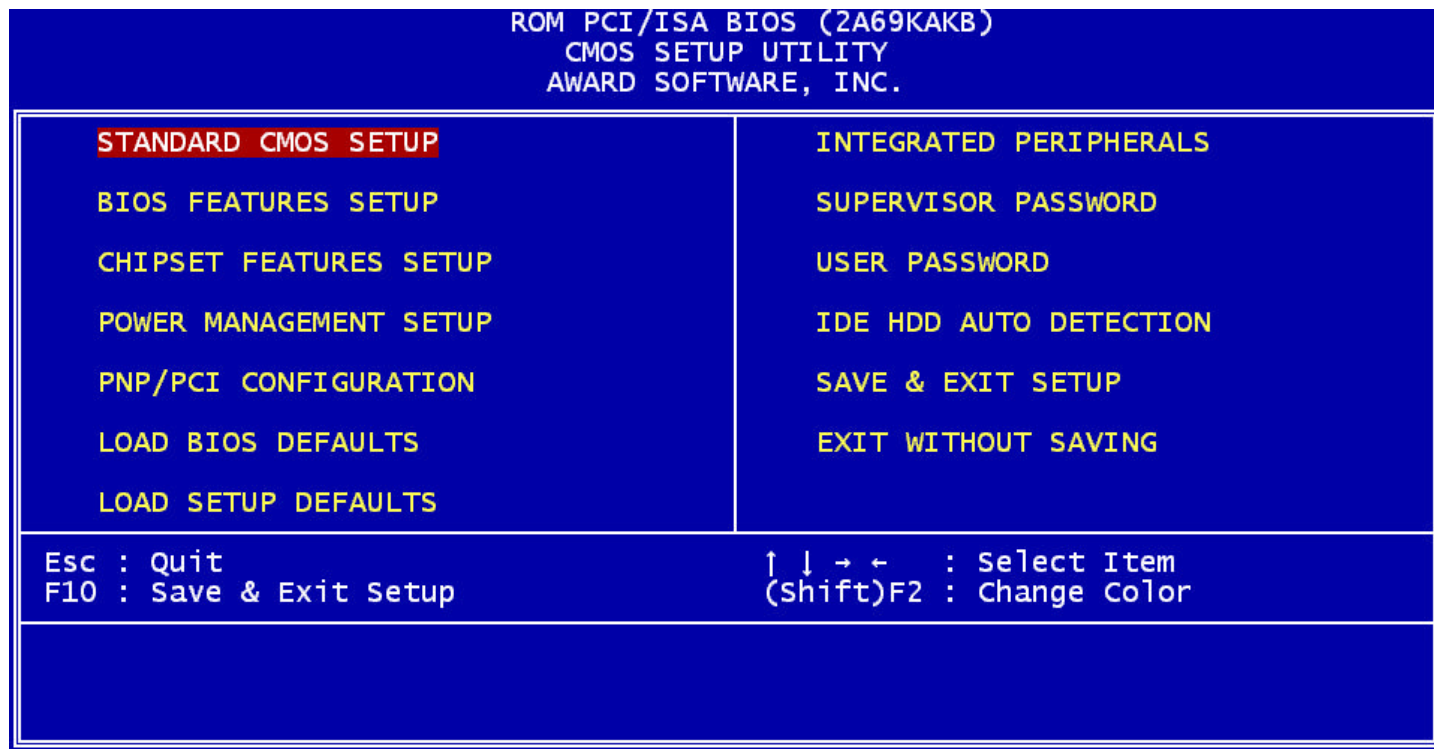 ROM PCI/ISA BIOS (2A69KAKB)
CMOS SETUP UTILITY
AWARD SOFTWARE, INC.
STANDARD CMOS SETUP
BIOS FEATURES SETUP
CHIPSET FEATURES SETUP
POWER MANAGEMENT SETUP
PNP/PCI CONFIGURATION
LOAD BIOS DEFAULTS
LOAD SETUP DEFAULTS
INTEGRATED PERIPHERALS
SUPERVISOR PASSWORD
USER PASSWORD
IDE HDD AUTO DETECTION
SAVE & EXIT SETUP
EXIT WITHOUT SAVING
Esc : Quit
F10 : Save & Exit Setup
↑ ↓ → ← : Select Item
(Shift)F2 : Change Color